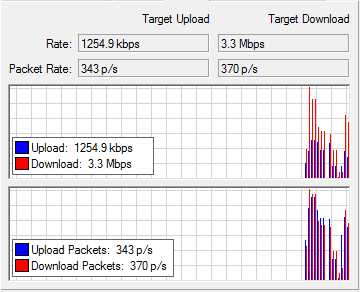 Target Upload Target Download
Rate: 1254.9 kbps 3.3 Mbps
Packet Rate: 343 p/s 370 p/s
Upload: 1254.9 kbps
Download: 3.3 Mbps
Upload Packets: 343 p/s
Download Packets: 370 p/s